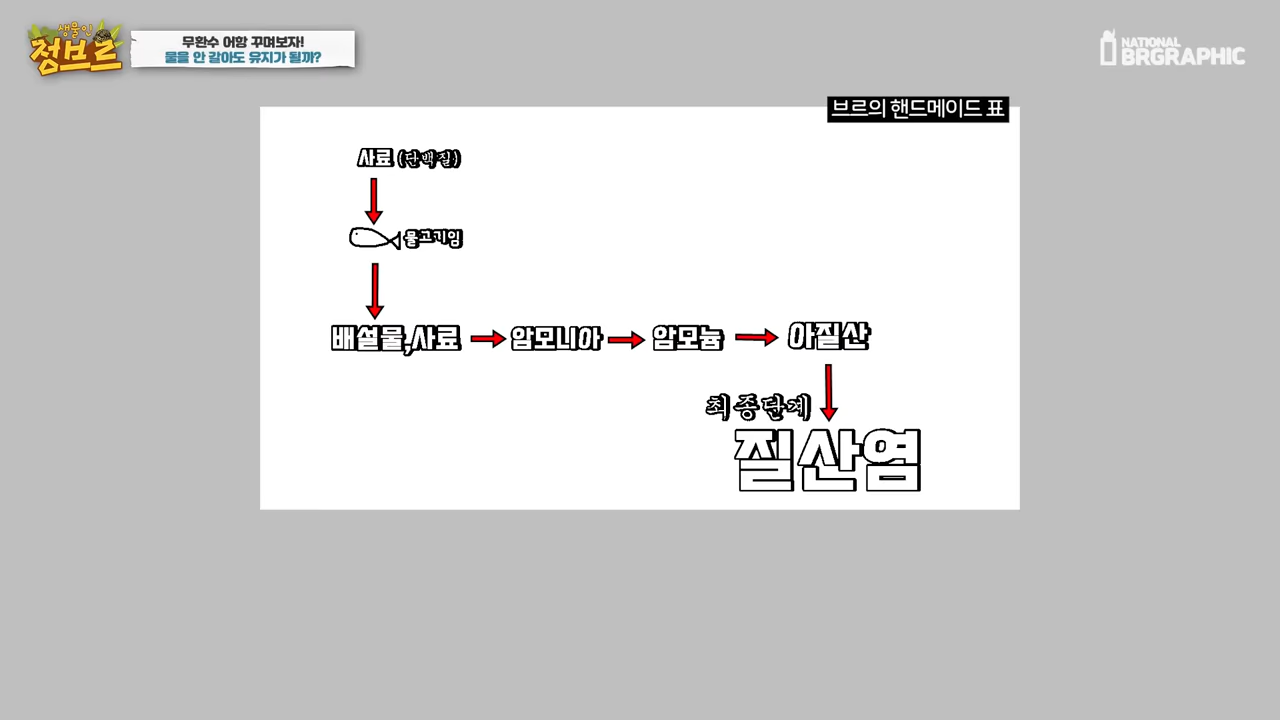 생물인
정브르
무환수 어항 꾸며보자!
물을 안 갈아도 유지가 될까?
NATIONAL
BRGRAPHIC
브르의 핸드메이드 표
사료 (단백질)
물고기임
배설물,사료 암모니아 암모늄 아질산
최종단계
질산염